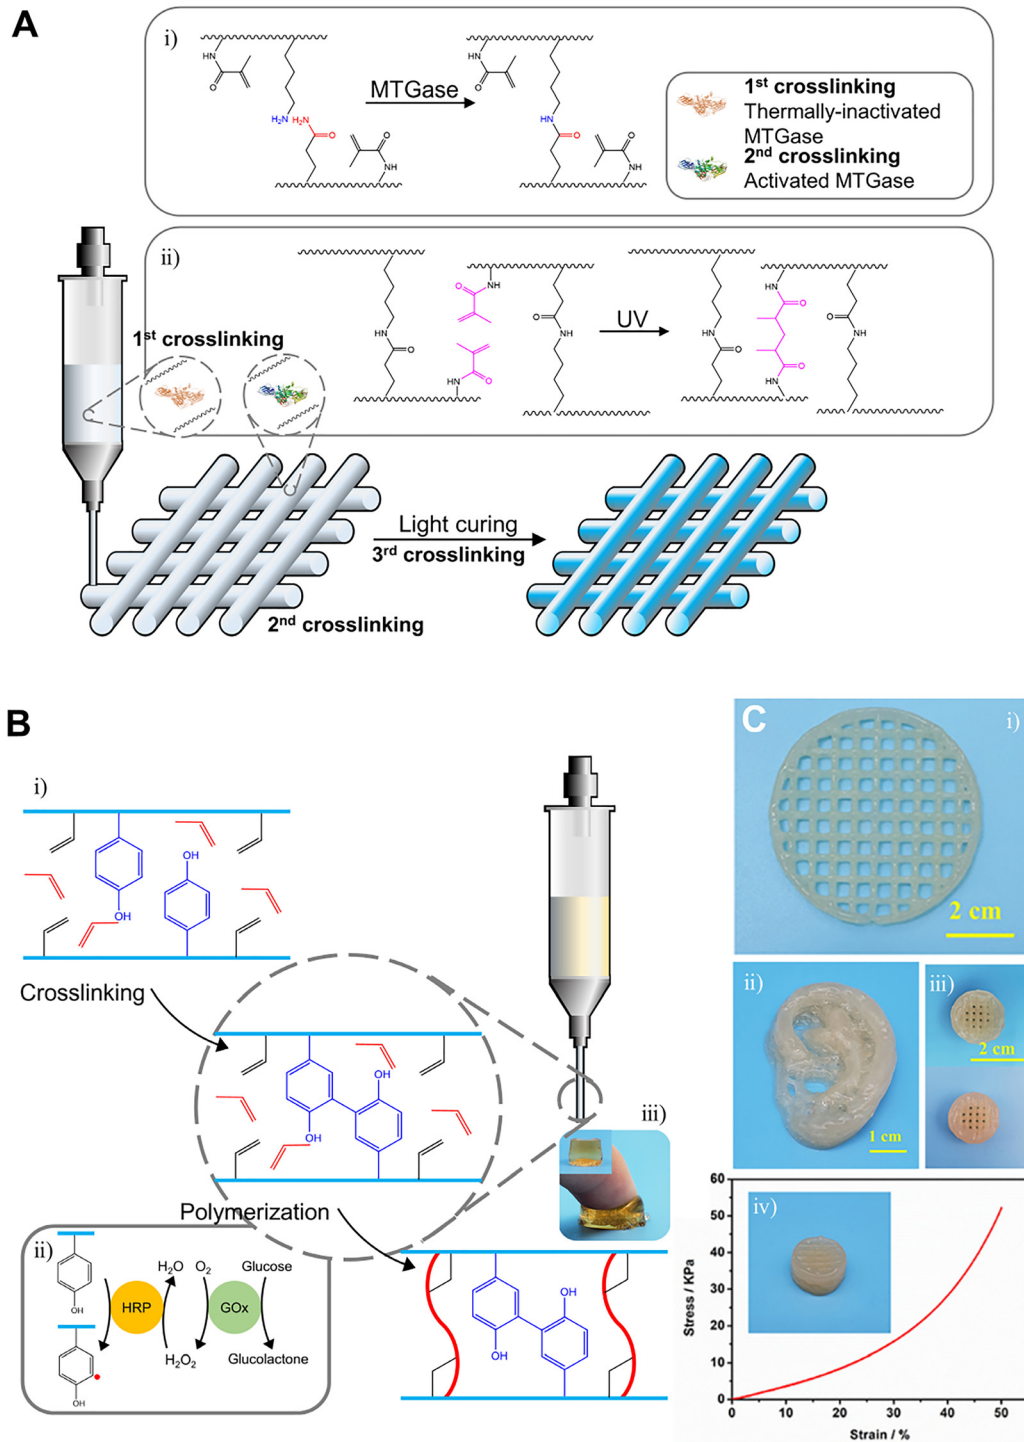 A
i)
HN
O
H₂N H₂N
O
O
NH
MTGase
HN
O
HN
O
O
NH
1st crosslinking
Thermally-inactivated
MTGase
2nd crosslinking
Activated MTGase
ii)
HN
O
O
NH
O
HN
O
NH
UV
HN
O
HN
O
O
HN
O
NH
1st crosslinking
Light curing
3rd crosslinking
2nd crosslinking
B
i)
OH
OH
Crosslinking
OH
OH
Polymerization
iii)
ii)
OH
OH
HRP
H₂O O₂
H₂O₂
GOx
Glucose
Glucolactone
OH
OH
C
i)
2 cm
ii)
1 cm
iii)
2 cm
iv)
Stress / KPa
60
50
40
30
20
10
0
0 10 20 30 40 50
Strain / %